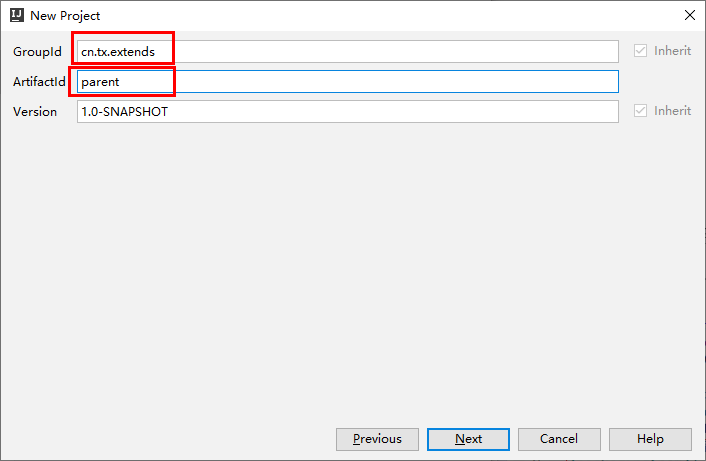 New Project
GroupId cn.tx.extends Inherit
ArtifactId parent
Version 1.0-SNAPSHOT Inherit
Previous Next Cancel Help